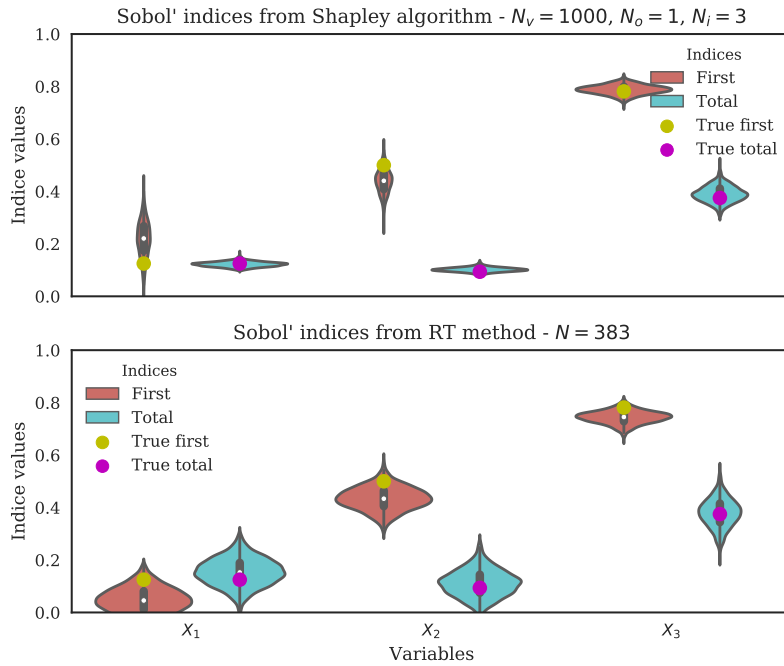 Sobol' indices from Shapley algorithm - $N_v = 1000$, $N_o = 1$, $N_i = 3$
Indice values
1.0
0.8
0.6
0.4
0.2
0.0
Indices
First
Total
True first
True total
Sobol' indices from RT method - $N = 383$
Indice values
1.0
0.8
0.6
0.4
0.2
0.0
Indices
First
Total
True first
True total
$X_1$
$X_2$
$X_3$
Variables